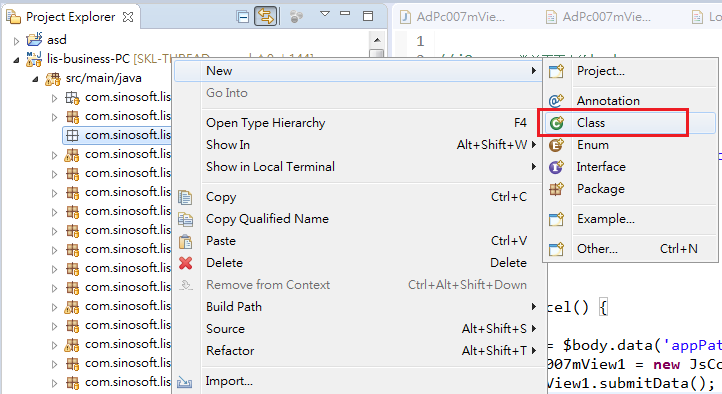 Project Explorer
AdPc007mView...
AdPc007mView...
asd
1
lis-business-PC
src/main/java
New
Project...
com.sinosoft.lis
Go Into
com.sinosoft.lis
Annotation
com.sinosoft.lis
Open Type Hierarchy F4
Class
com.sinosoft.lis
Show In Alt+Shift+W
Enum
com.sinosoft.lis
Show in Local Terminal
Interface
com.sinosoft.lis
Copy Ctrl+C
Package
com.sinosoft.lis
Copy Qualified Name
Example...
com.sinosoft.lis
Paste Ctrl+V
Other... Ctrl+N
com.sinosoft.lis
Delete Delete
com.sinosoft.lis
Remove from Context Ctrl+Alt+Shift+Down
com.sinosoft.lis
Build Path
cel() {
com.sinosoft.lis
Source Alt+Shift+S
com.sinosoft.lis
Refactor Alt+Shift+T
= $body.data('appPat
com.sinosoft.lis
007mView1 = new JsCo
com.sinosoft.lis
Import...
View1.submitData();
com.sinosoft.lis